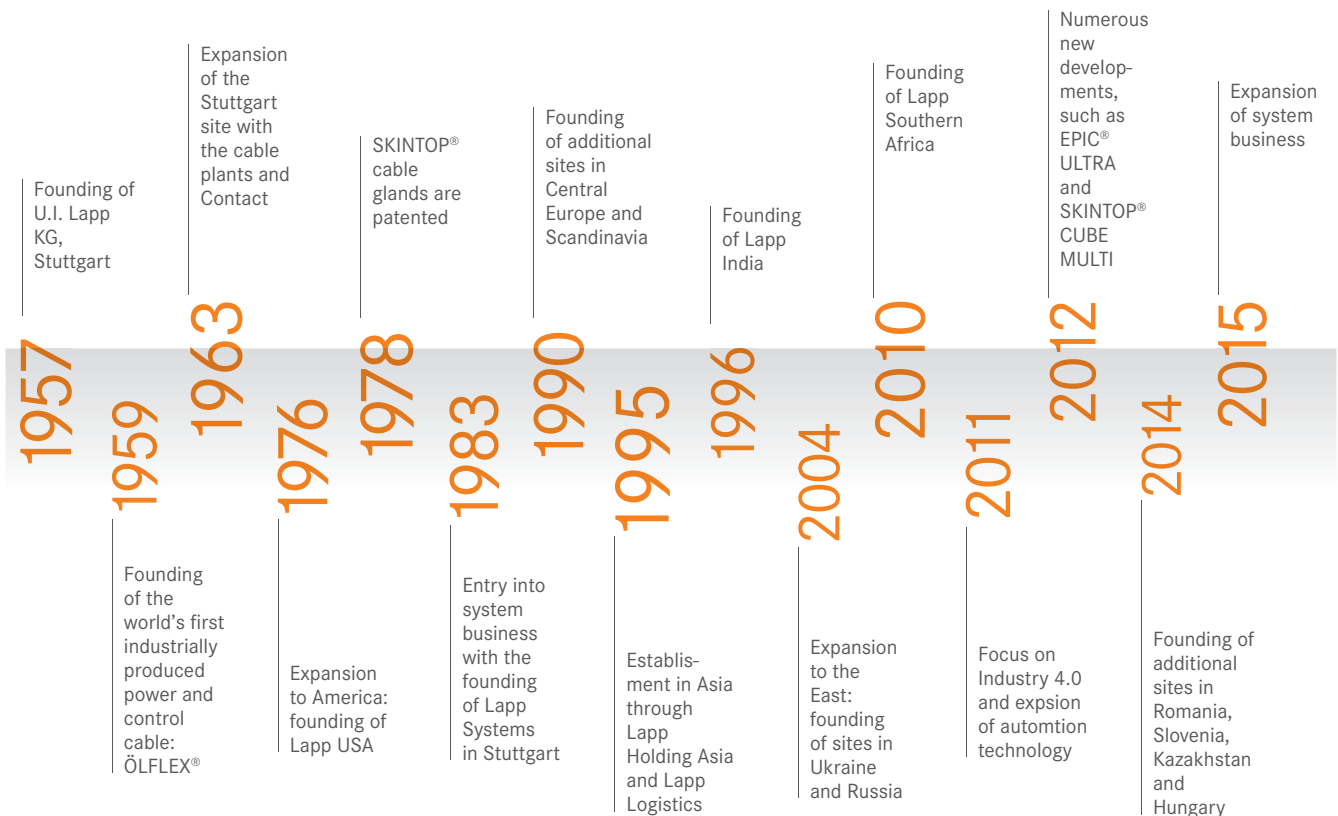 1957
Founding of
U.I. Lapp
KG,
Stuttgart
1959
Founding
of the
world's first
industrially
produced
power and
control
cable:
ÖLFLEX®
1963
Expansion
of the
Stuttgart
site with
the cable
plants and
Contact
1976
Expansion
to America:
founding of
Lapp USA
1978
SKINTOP®
cable
glands are
patented
1983
Entry into
system
business
with the
founding
of Lapp
Systems
in Stuttgart
1990
Founding
of additional
sites in
Central
Europe and
Scandinavia
1995
Establis-
ment in Asia
through
Lapp
Holding Asia
and Lapp
Logistics
1996
Founding
of Lapp
India
2004
Expansion
to the
East:
founding
of sites in
Ukraine
and Russia
2010
Founding
of Lapp
Southern
Africa
2011
Focus on
Industry 4.0
and expsion
of automtion
technology
2012
Numerous
new
develop-
ments,
such as
EPIC®
ULTRA
and
SKINTOP®
CUBE
MULTI
2014
Founding of
additional
sites in
Romania,
Slovenia,
Kazakhstan
and
Hungary
2015
Expansion
of system
business